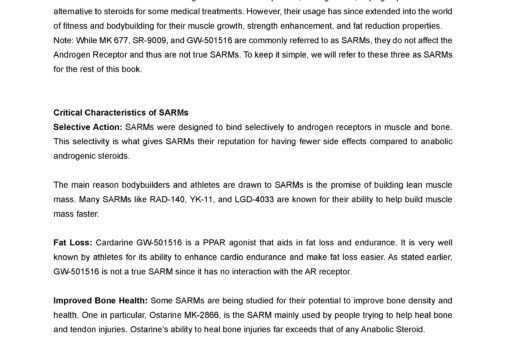 alternative to steroids for some medical treatments. However, their usage has since extended into the world
of fitness and bodybuilding for their muscle growth, strength enhancement, and fat reduction properties.
Note: While MK 677, SR-9009, and GW-501516 are commonly referred to as SARMs, they do not affect the
Androgen Receptor and thus are not true SARMs. To keep it simple, we will refer to these three as SARMs
for the rest of this book.
Critical Characteristics of SARMs
Selective Action: SARMs were designed to bind selectively to androgen receptors in muscle and bone.
This selectivity is what gives SARMs their reputation for having fewer side effects compared to anabolic
androgenic steroids.
The main reason bodybuilders and athletes are drawn to SARMs is the promise of building lean muscle
mass. Many SARMs like RAD-140, YK-11, and LGD-4033 are known for their ability to help build muscle
mass faster.
Fat Loss: Cardarine GW-501516 is a PPAR agonist that aids in fat loss and endurance. It is very well
known by athletes for its ability to enhance cardio endurance and make fat loss easier. As stated earlier,
GW-501516 is not a true SARM since it has no interaction with the AR receptor.
Improved Bone Health: Some SARMs are being studied for their potential to improve bone density and
health. One in particular, Ostarine MK-2866, is the SARM mainly used by people trying to help heal bone
and tendon injuries. Ostarine's ability to heal bone injuries far exceeds that of any Anabolic Steroid.